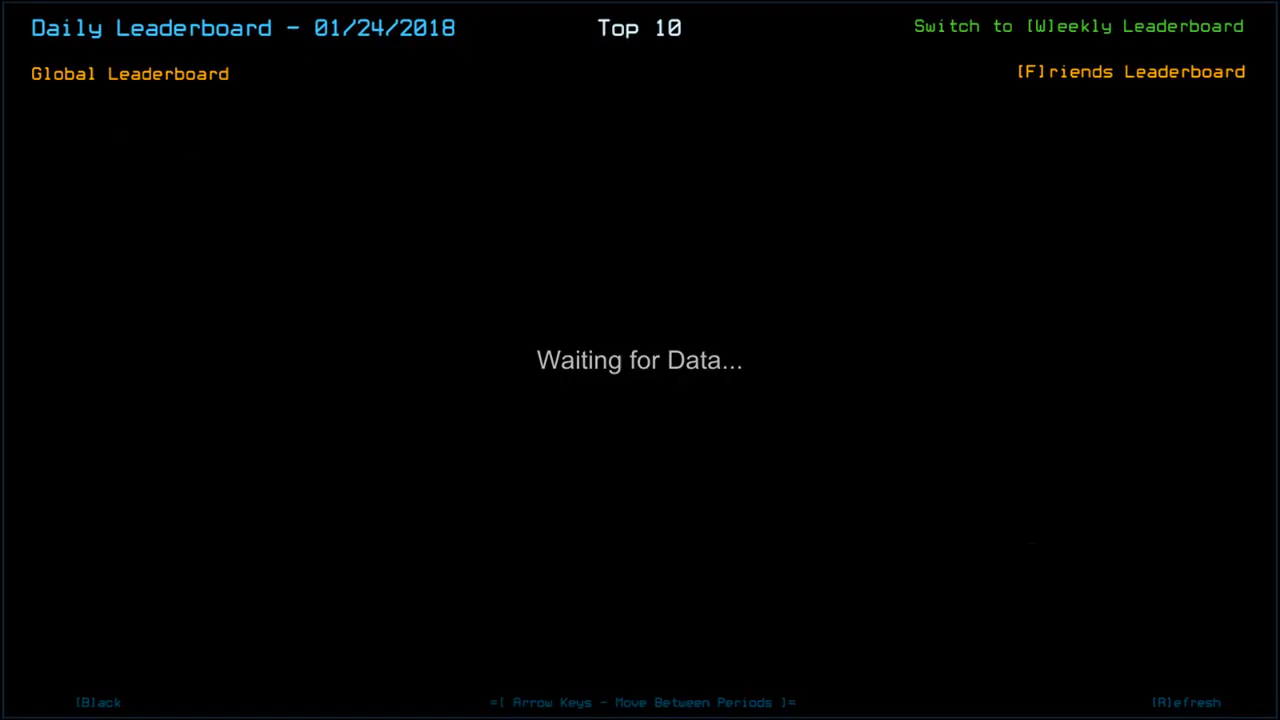 Daily Leaderboard - 01/24/2018
Top 10
Switch to [W]eekly Leaderboard
Global Leaderboard
[F]riends Leaderboard
Waiting for Data...
[B]ack
=[ Arrow Keys - Move Between Periods ]=
[R]efresh